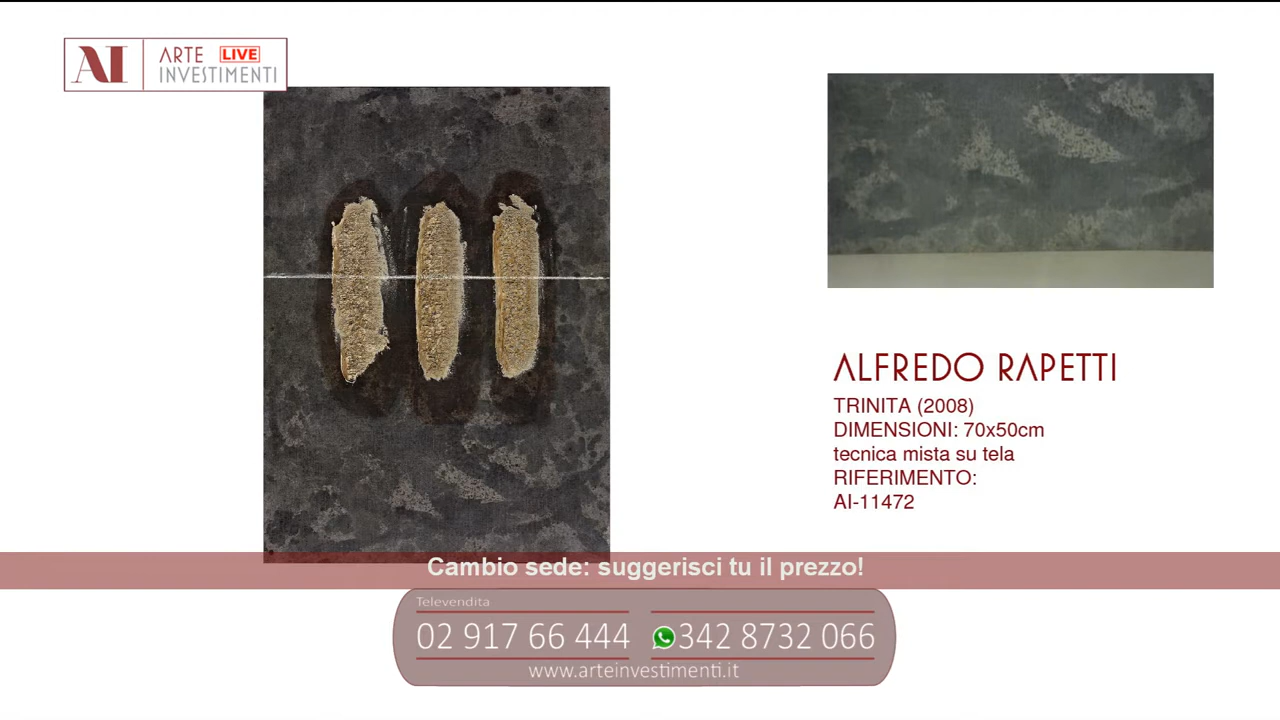 AI
ARTE LIVE
INVESTIMENTI
ALFREDO RAPETTI
TRINITA (2008)
DIMENSIONI: 70x50cm
tecnica mista su tela
RIFERIMENTO:
AI-11472
Cambio sede: suggerisci tu il prezzo!
Televendita
02 917 66 444 342 8732 066
www.arteinvestimenti.it